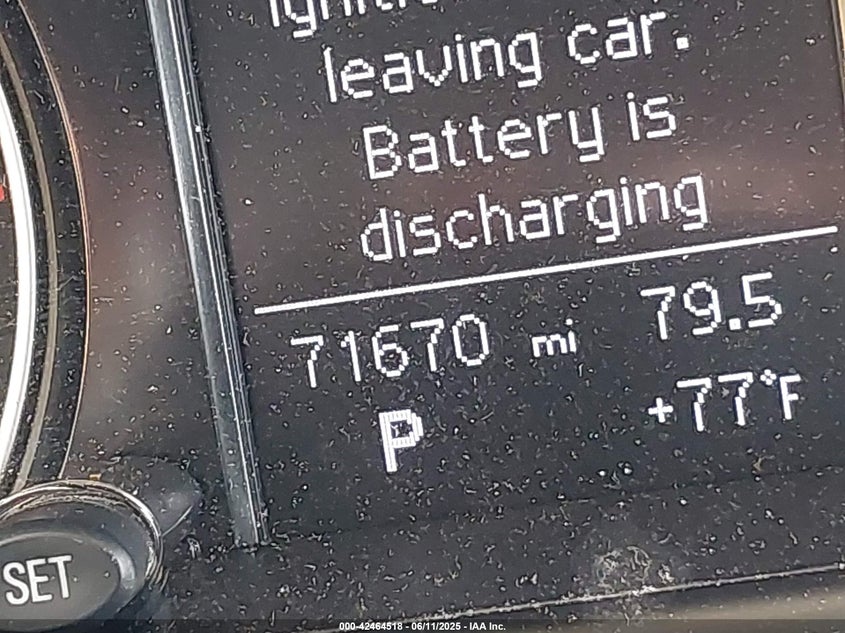 leaving car.
Battery is
discharging
71670 mi 79.5
P +77°F
SET
000-42464518 - 06/11/2025 - IAA Inc.